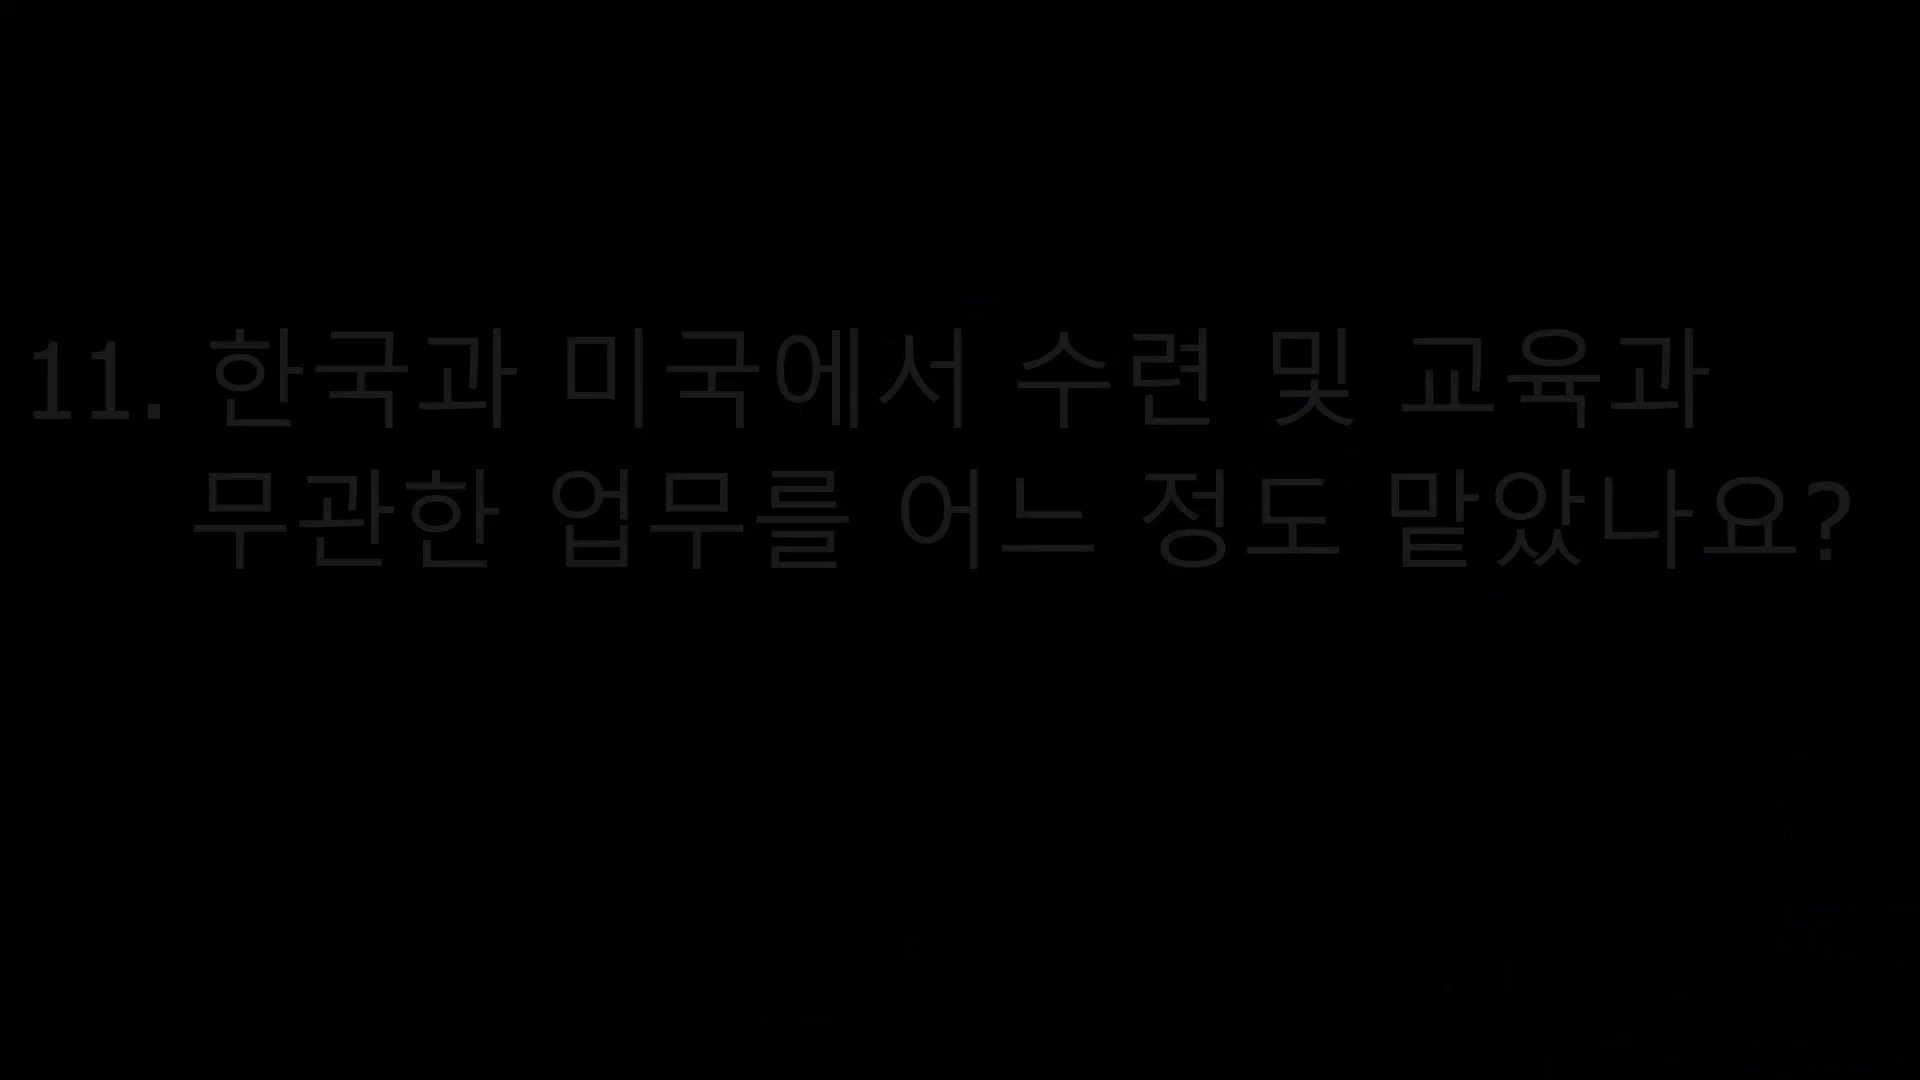 11. 한국과 미국에서 수련 및 교육과
무관한 업무를 어느 정도 맡았나요?